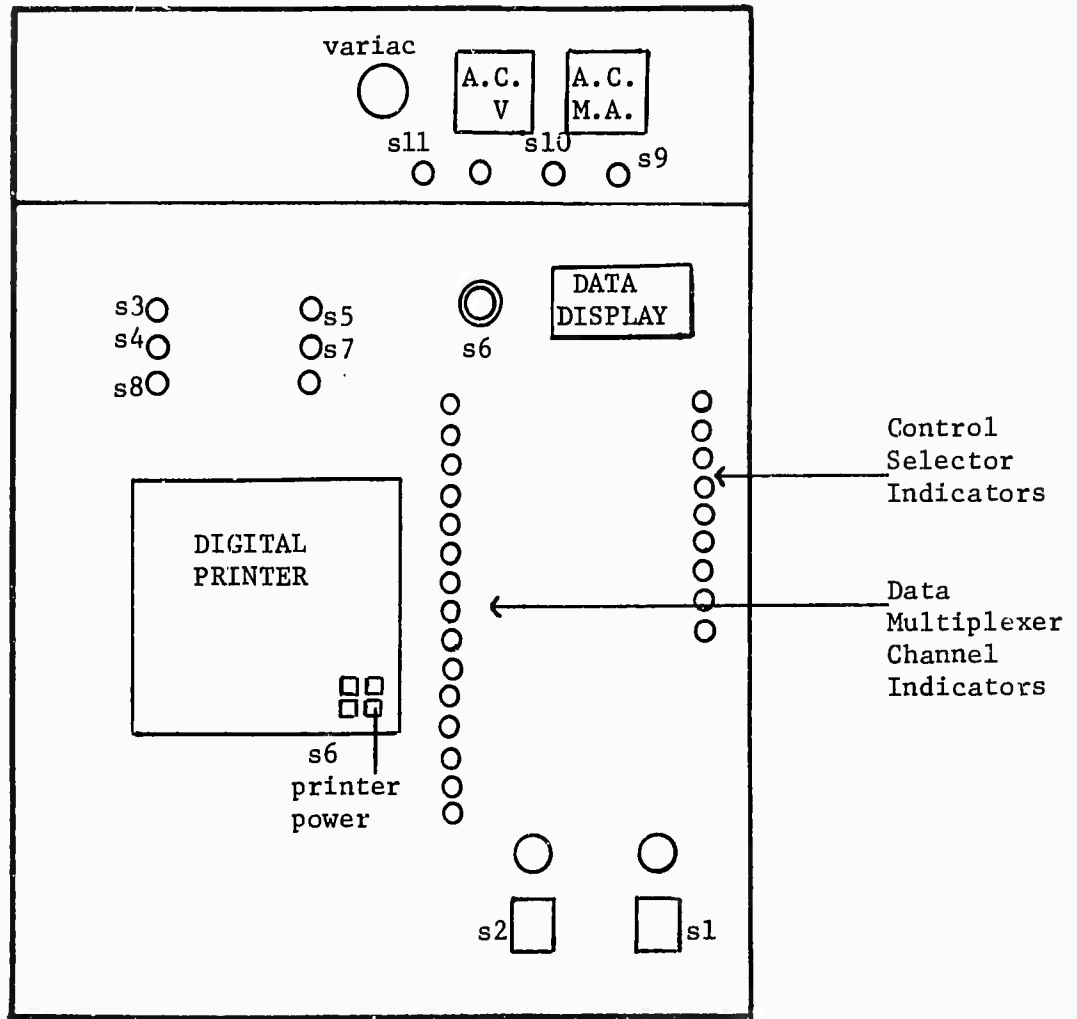 variac
A.C.
V
A.C.
M.A.
s11
s10
s9
DATA
DISPLAY
s3
s5
s6
s4
s7
s8
Control
Selector
Indicators
DIGITAL
PRINTER
Data
Multiplexer
Channel
Indicators
s6
printer
power
s2
s1